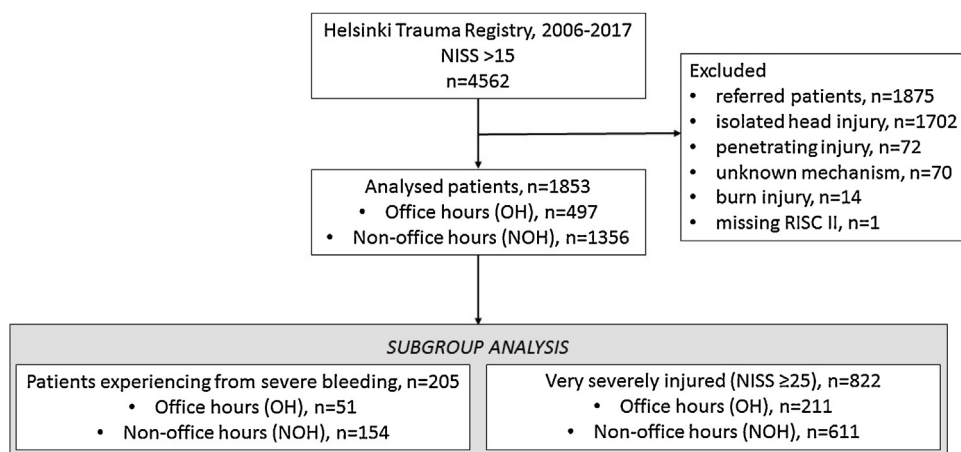 Helsinki Trauma Registry, 2006-2017
NISS >15
n=4562
Excluded
• referred patients, n=1875
• isolated head injury, n=1702
• penetrating injury, n=72
• unknown mechanism, n=70
• burn injury, n=14
• missing RISC II, n=1
Analysed patients, n=1853
• Office hours (OH), n=497
• Non-office hours (NOH), n=1356
SUBGROUP ANALYSIS
Patients experiencing from severe bleeding, n=205
• Office hours (OH), n=51
• Non-office hours (NOH), n=154
Very severely injured (NISS ≥25), n=822
• Office hours (OH), n=211
• Non-office hours (NOH), n=611